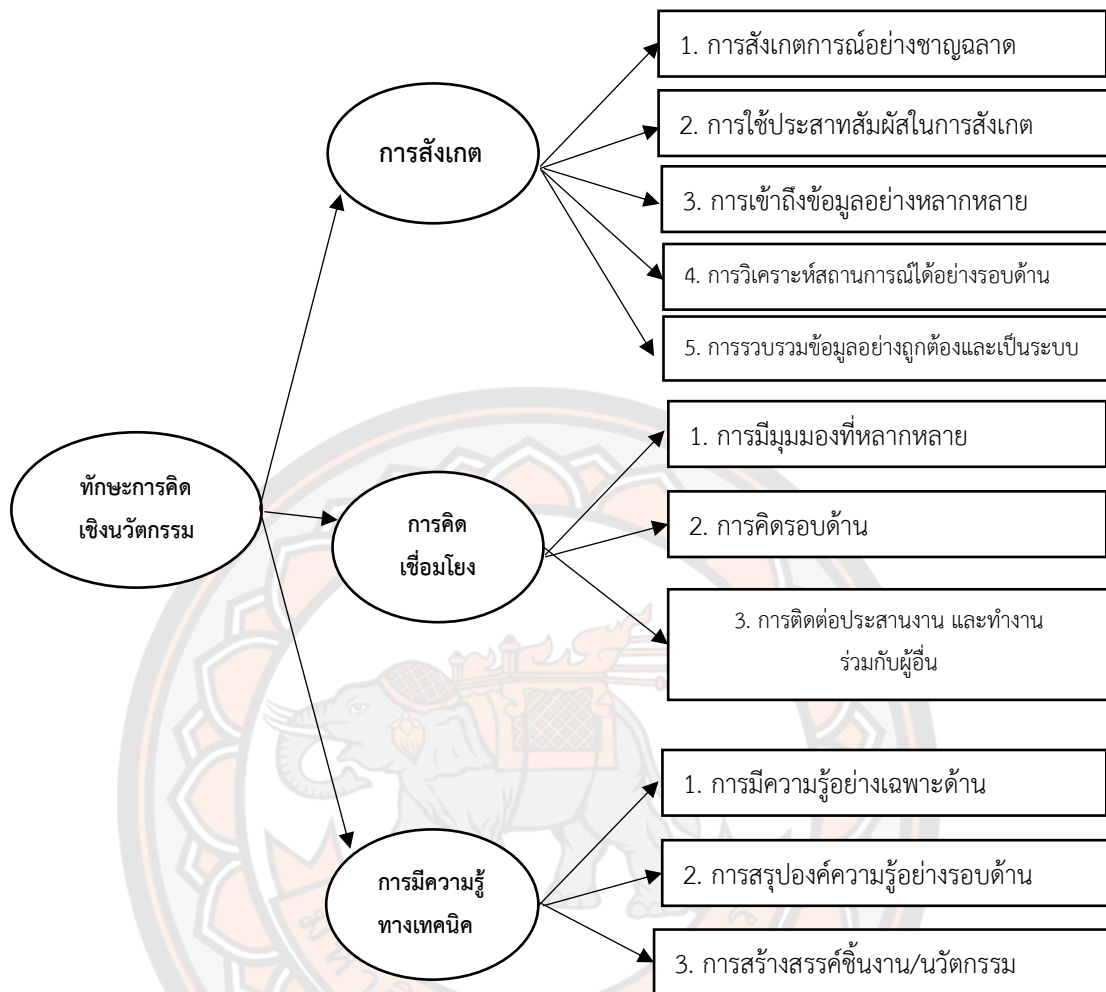 ทักษะการคิด
เชิงนวัตกรรม
การสังเกต
1. การสังเกตการณ์อย่างชาญฉลาด
2. การใช้ประสาทสัมผัสในการสังเกต
3. การเข้าถึงข้อมูลอย่างหลากหลาย
4. การวิเคราะห์สถานการณ์ได้อย่างรอบด้าน
5. การรวบรวมข้อมูลอย่างถูกต้องและเป็นระบบ
การคิด
เชื่อมโยง
1. การมีมุมมองที่หลากหลาย
2. การคิดรอบด้าน
3. การติดต่อประสานงาน และทำงาน
ร่วมกับผู้อื่น
การมีความรู้
ทางเทคนิค
1. การมีความรู้อย่างเฉพาะด้าน
2. การสรุปองค์ความรู้อย่างรอบด้าน
3. การสร้างสรรค์ชิ้นงาน/นวัตกรรม